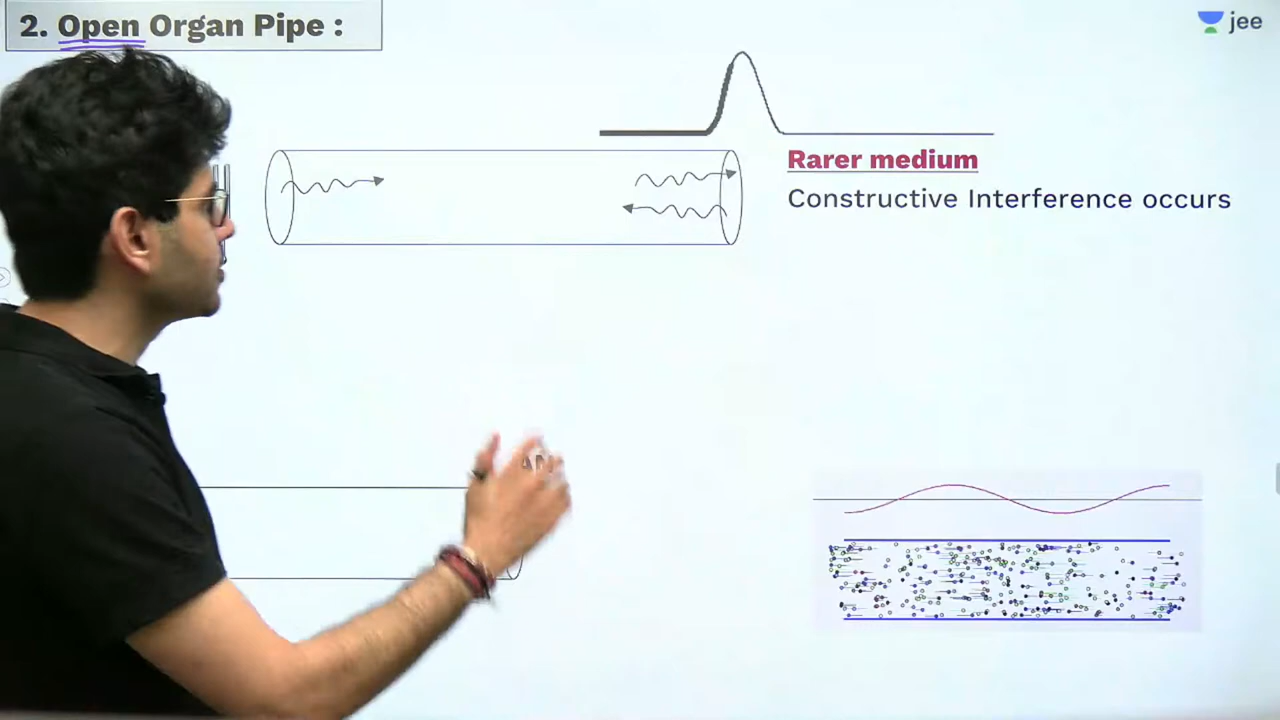 2. Open Organ Pipe :
jee
Rarer medium
Constructive Interference occurs